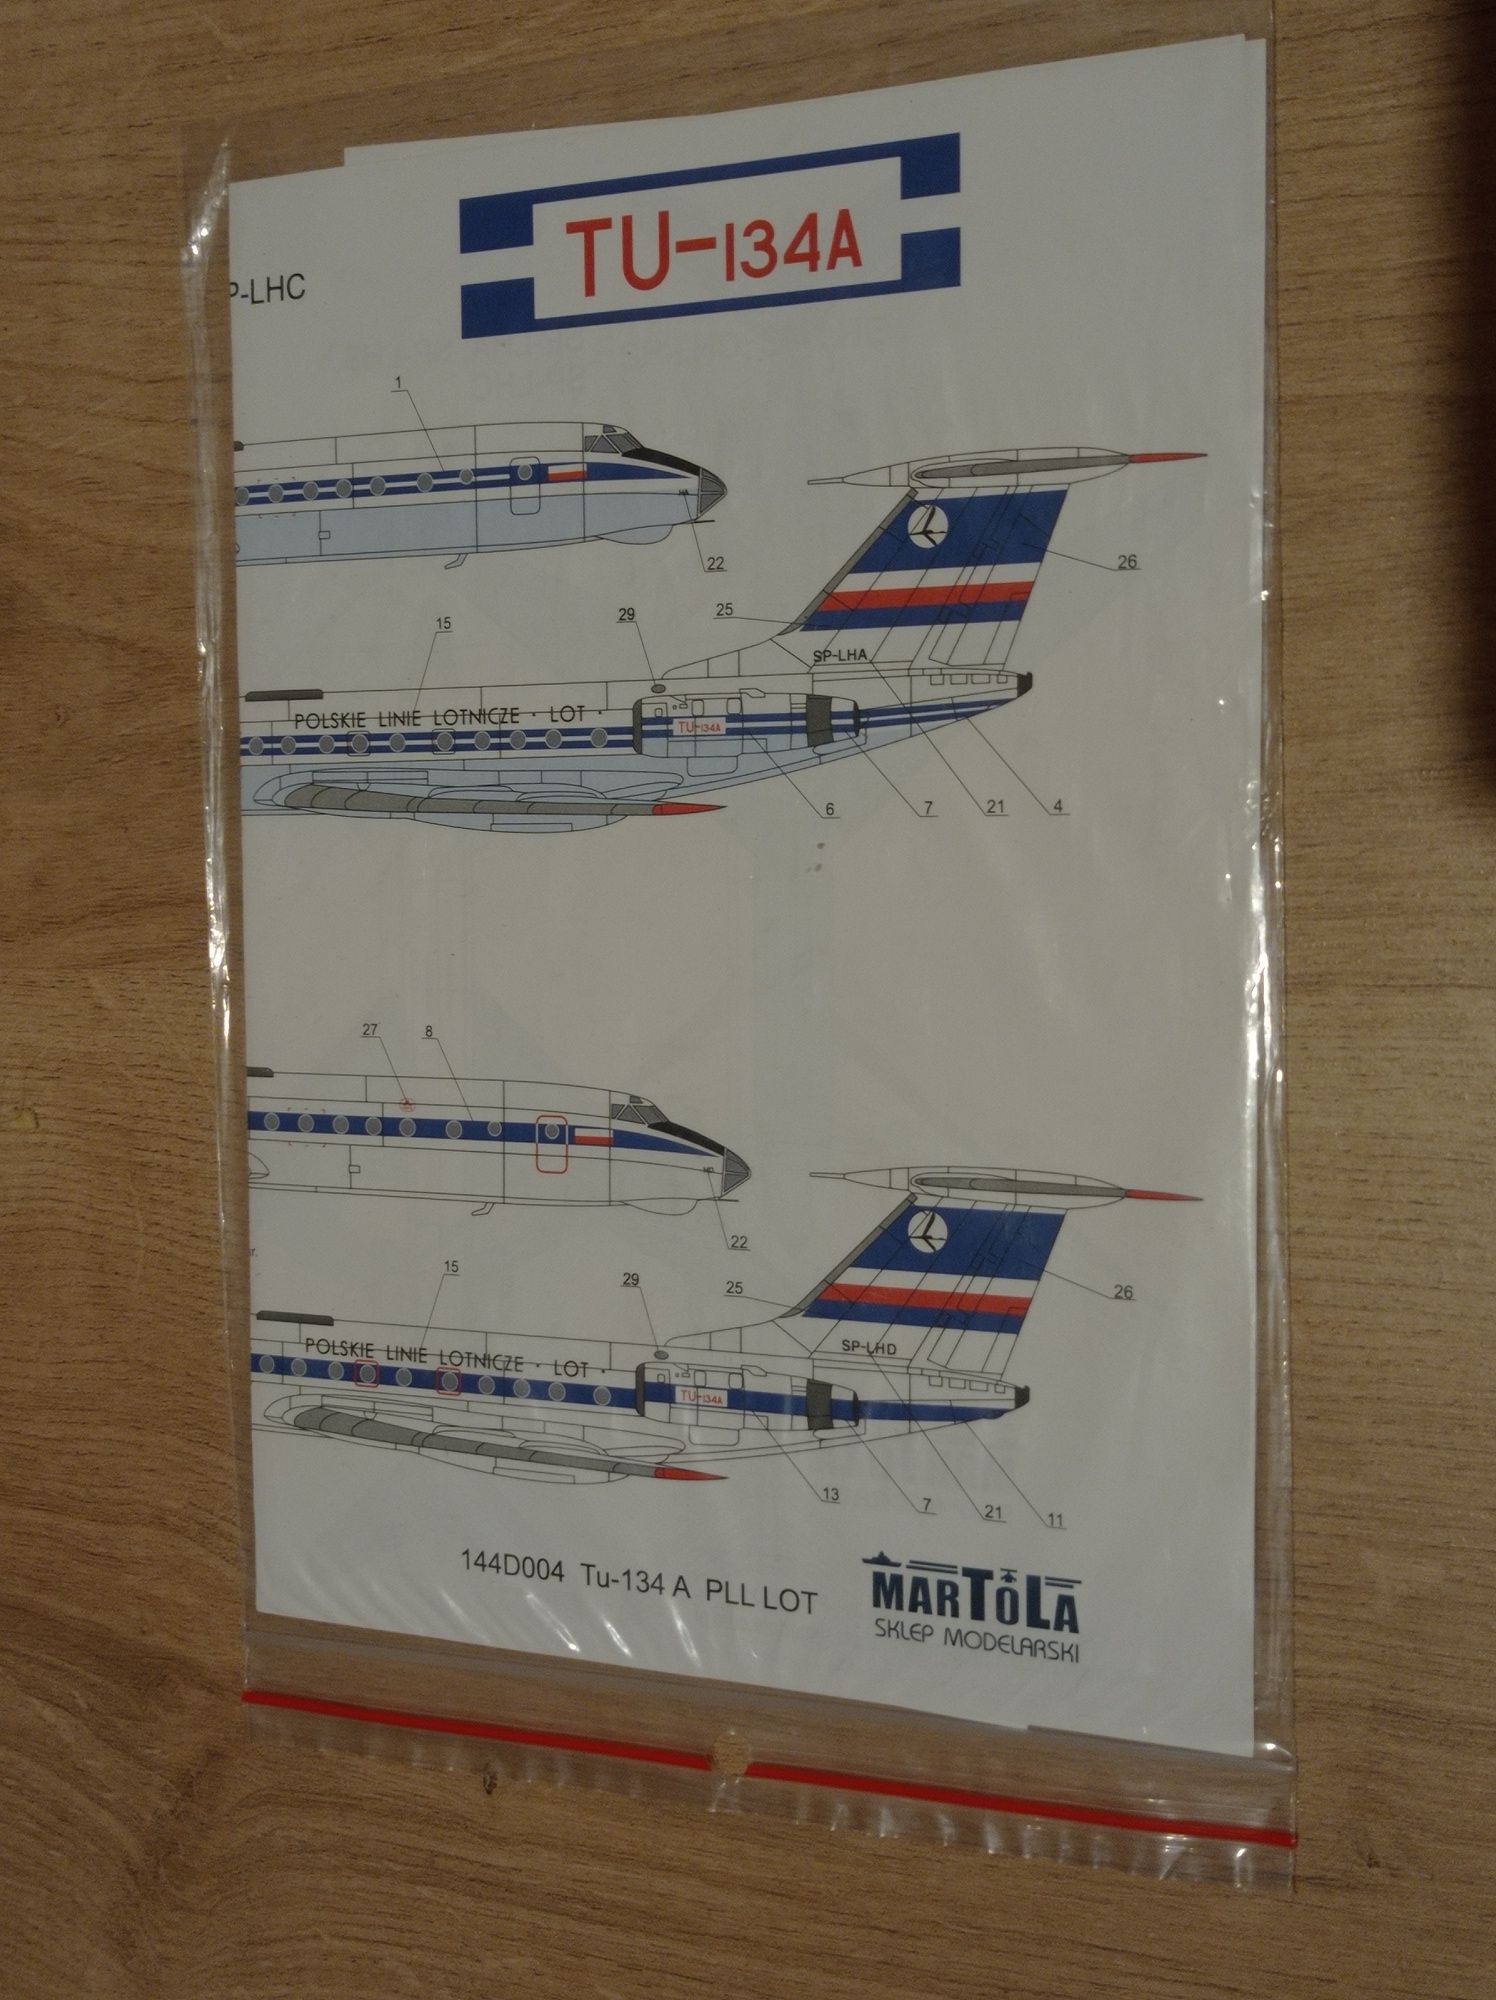 TU-134A
P-LHC
1
22
26
25
29
15
SP-LHA
POLSKIE LINIE LOTNICZE · LOT ·
TU-134A
6
7
21
4
27
8
22
15
29
25
26
POLSKIE LINIE LOTNICZE · LOT ·
SP-LHD
TU-134A
13
7
21
11
144D004 Tu-134 A PLL LOT
MARTOLA
SKLEP MODELARSKI